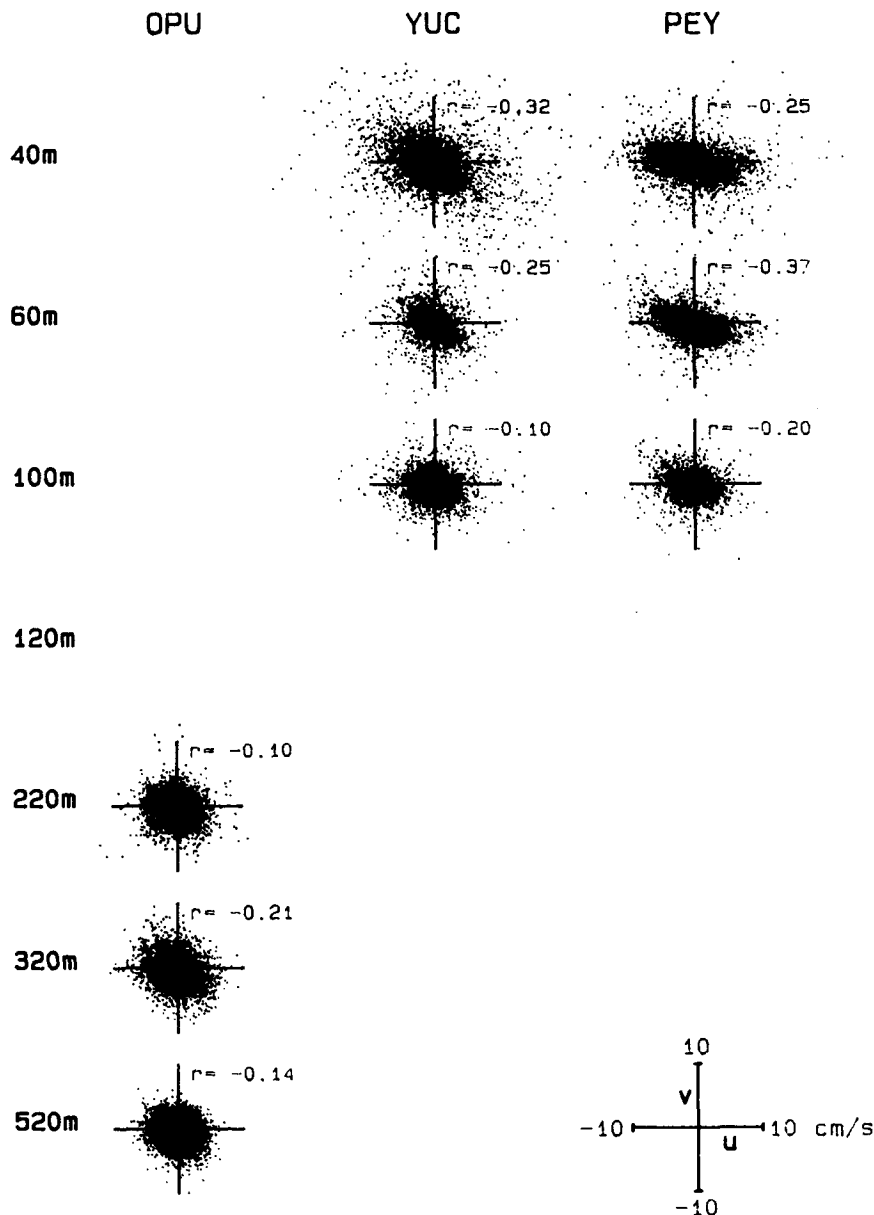 OPU YUC PEY
40m r= -0.32 r= -0.25
60m r= -0.25 r= -0.37
100m r= -0.10 r= -0.20
120m
220m r= -0.10
320m r= -0.21
520m r= -0.14
10
v
-10 10 cm/s
u
-10